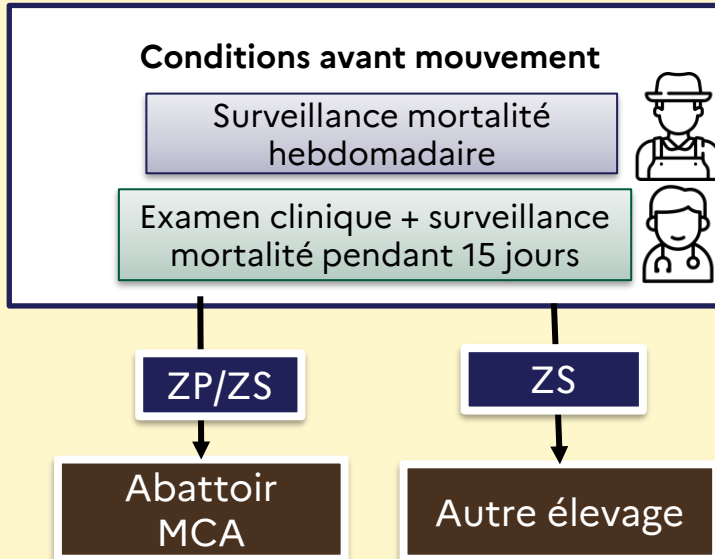 Conditions avant mouvement
Surveillance mortalité
hebdomadaire
Examen clinique + surveillance
mortalité pendant 15 jours
ZP/ZS
ZS
Abattoir
MCA
Autre élevage